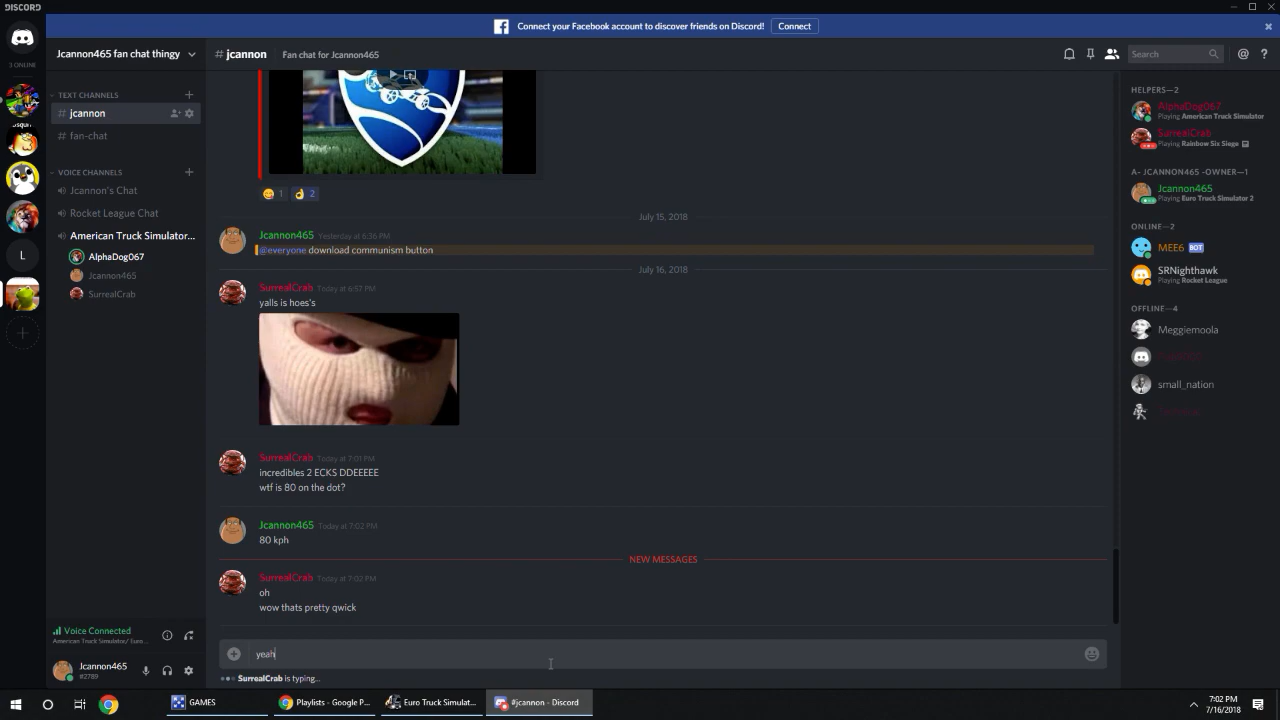 DISCORD
Connect your Facebook account to discover friends on Discord!
Connect
3 ONLINE
Jcannon465 fan chat thingy
# jcannon
Fan chat for Jcannon465
Search
TEXT CHANNELS
# jcannon
# fan-chat
VOICE CHANNELS
Jcannon's Chat
Rocket League Chat
American Truck Simulator...
AlphaDog067
Jcannon465
SurrealCrab
L
1
2
July 15, 2018
Jcannon465 Yesterday at 6:36 PM
@everyone download communism button
July 16, 2018
SurrealCrab Today at 6:57 PM
yalls is hoes's
SurrealCrab Today at 7:01 PM
incredibles 2 ECKS DDEEEEE
wtf is 80 on the dot?
Jcannon465 Today at 7:02 PM
80 kph
NEW MESSAGES
SurrealCrab Today at 7:02 PM
oh
wow thats pretty qwick
yeah
SurrealCrab is typing...
HELPERS—2
AlphaDog067
Playing American Truck Simulator
SurrealCrab
Playing Rainbow Six Siege
A- JCANNON465 -OWNER—1
Jcannon465
Playing Euro Truck Simulator 2
ONLINE—2
MEE6 BOT
SRNighthawk
Playing Rocket League
OFFLINE—4
Meggiemoola
small_nation
Voice Connected
American Truck Simulator/ Euro...
Jcannon465
#2789
GAMES
Playlists - Google P...
Euro Truck Simulat...
#jcannon - Discord
7:02 PM
7/16/2018